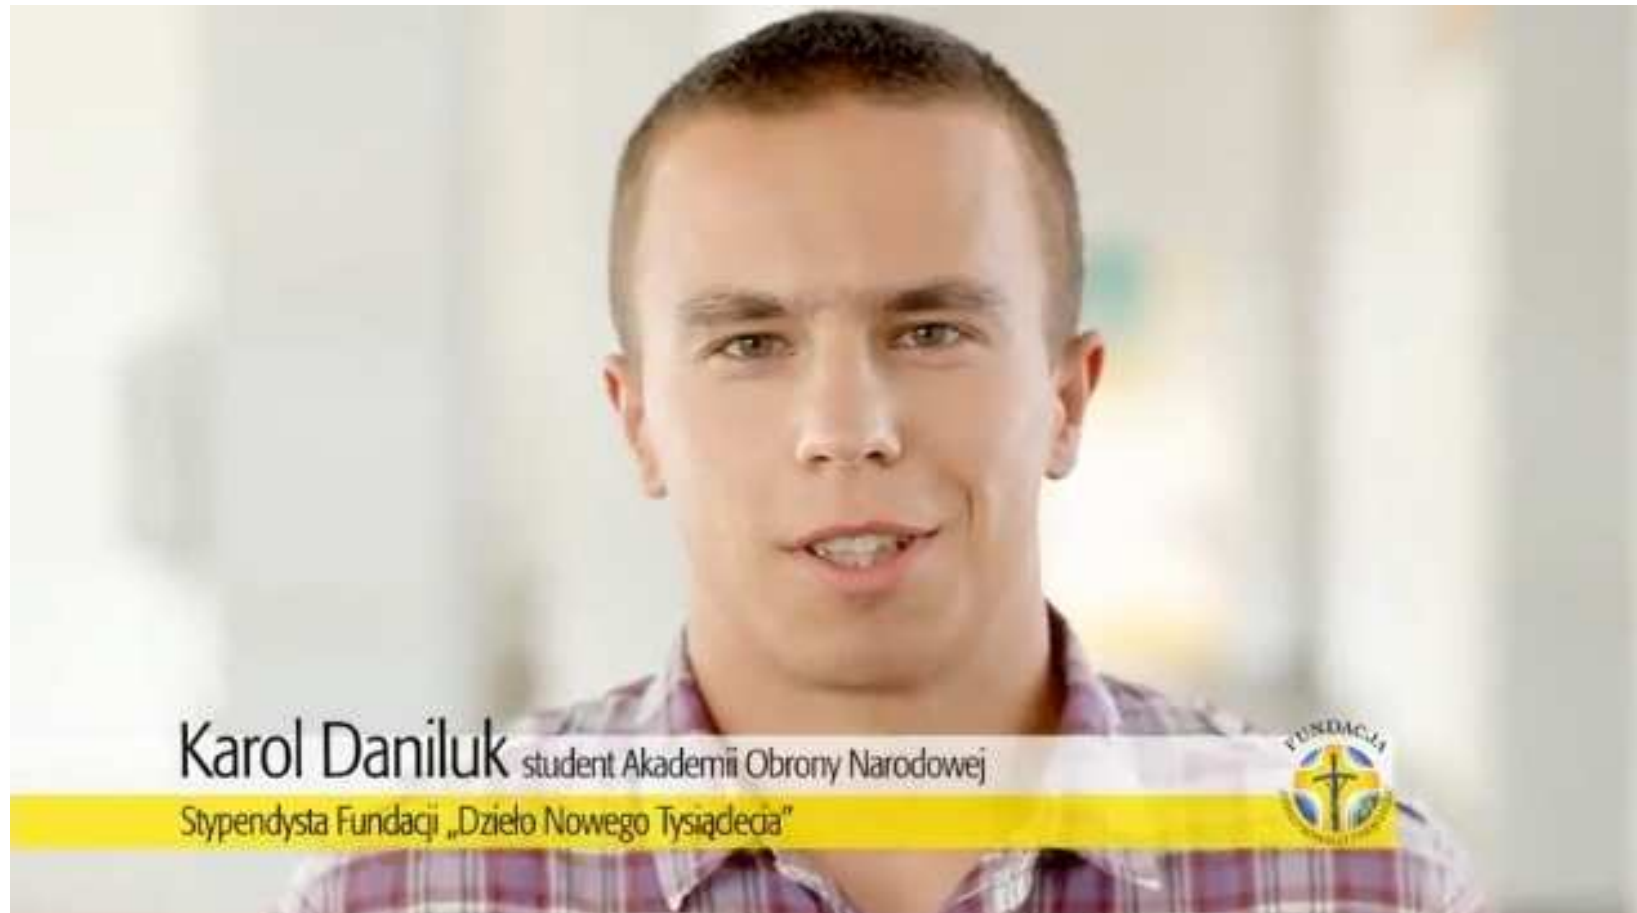 Karol Daniluk student Akademii Obrony Narodowej
Stypendysta Fundacji „Dzieło Nowego Tysiąclecia”
FUNDACJA